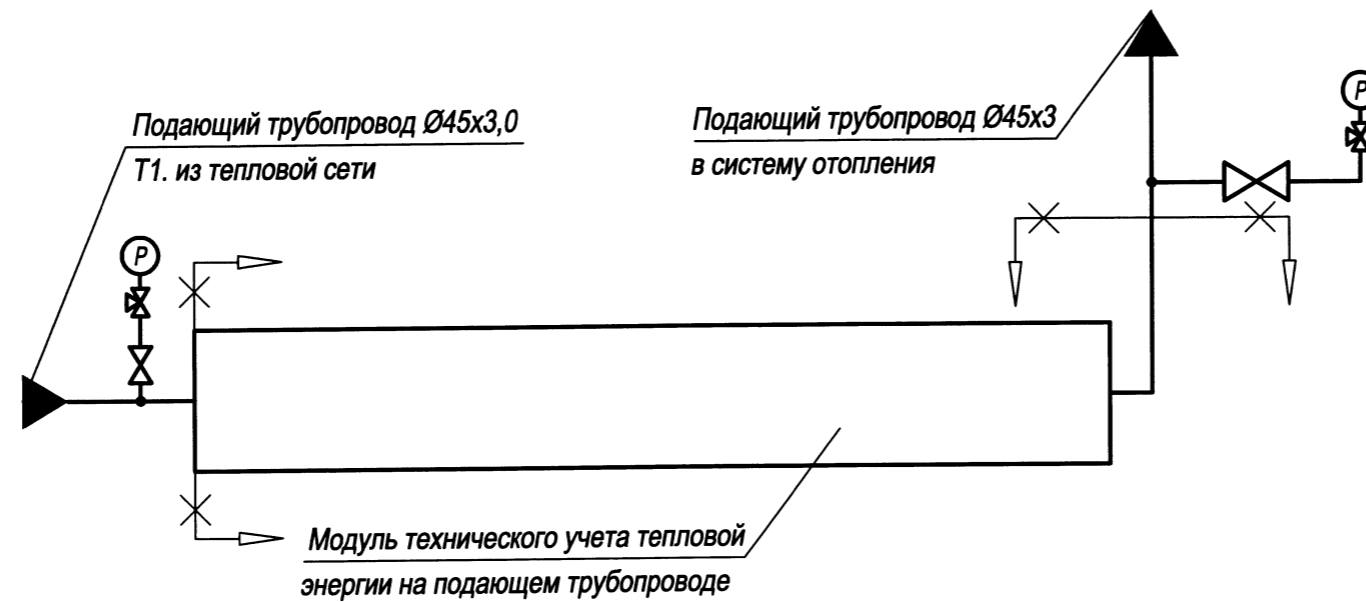 Подающий трубопровод Ø45х3,0
Т1. из тепловой сети
Подающий трубопровод Ø45х3
в систему отопления
P
P
Модуль технического учета тепловой
энергии на подающем трубопроводе